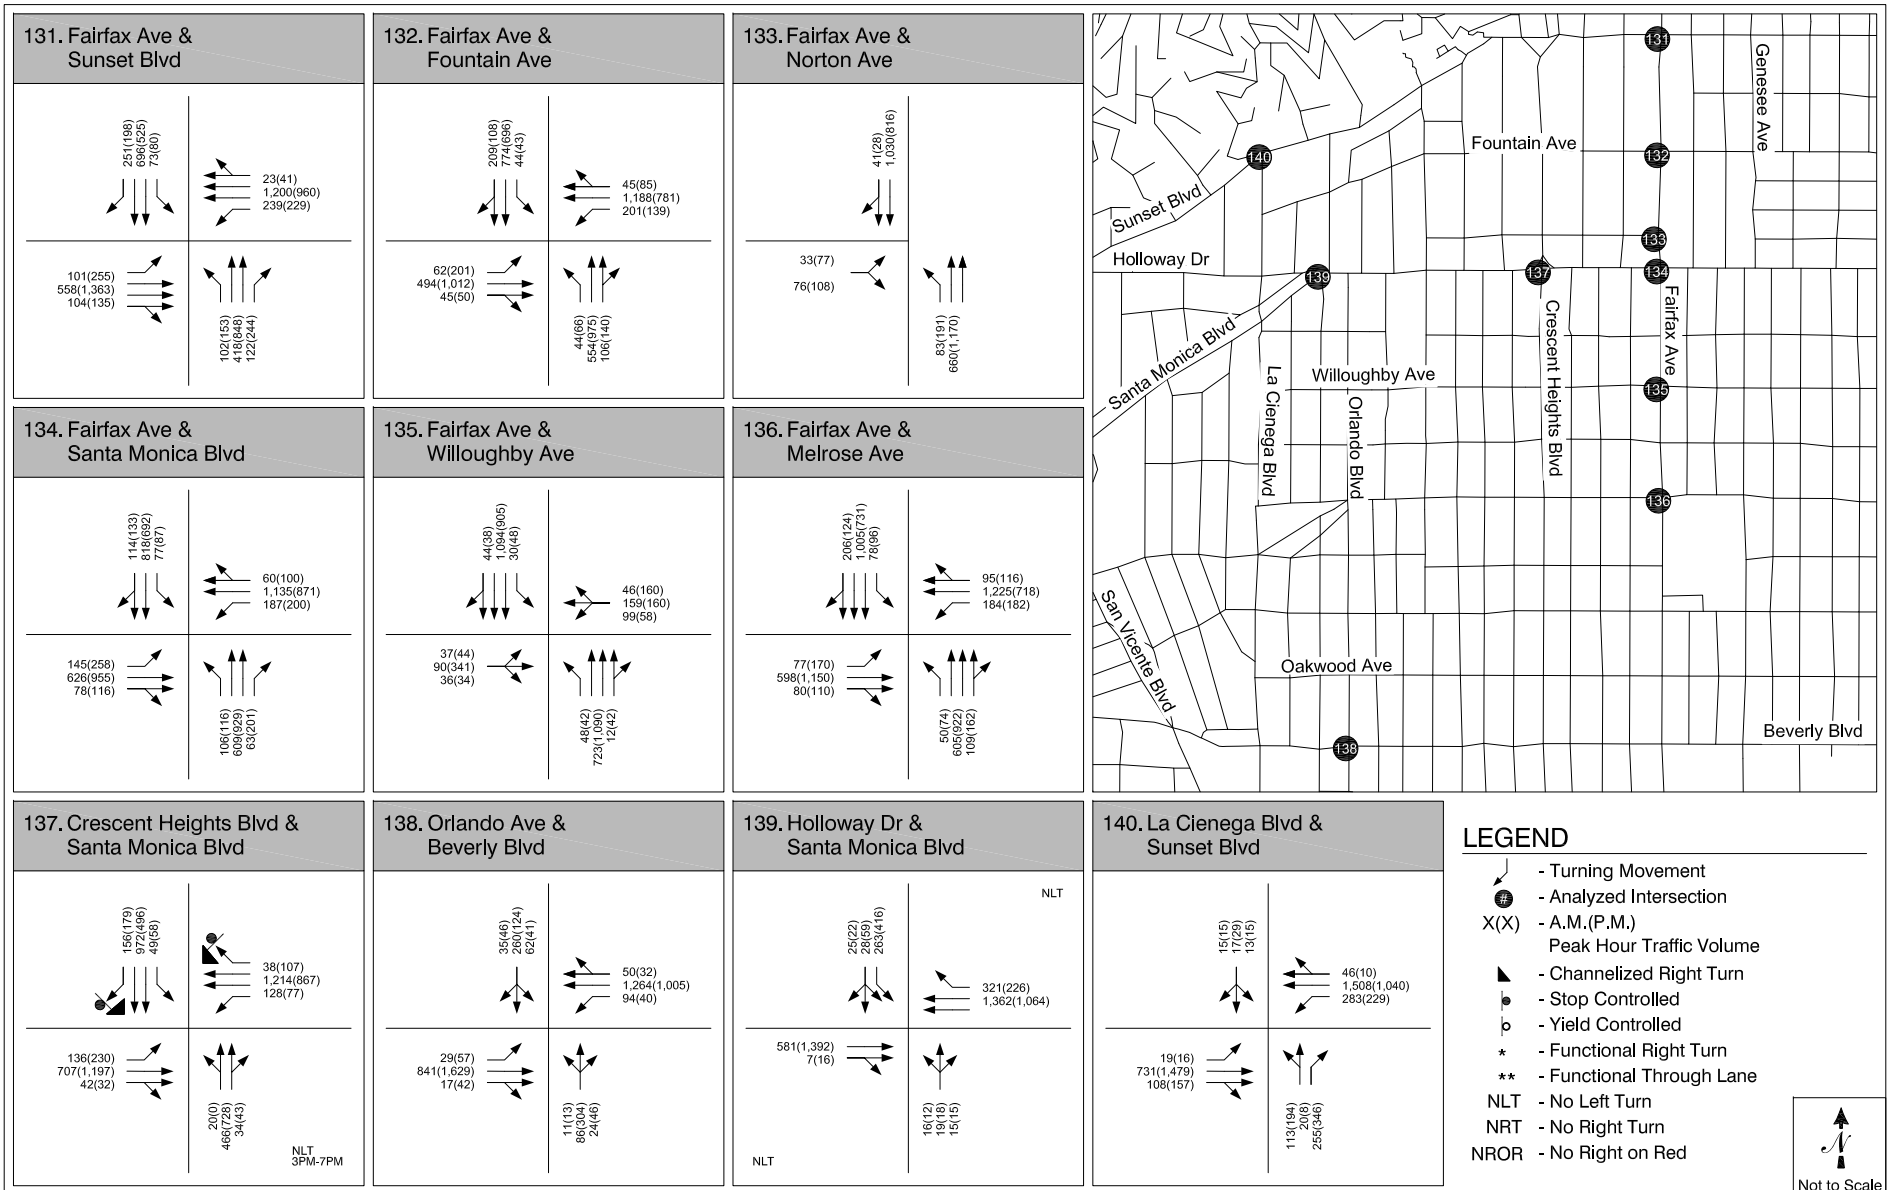 131. Fairfax Ave &
Sunset Blvd
251(198)
696(525)
73(80)
23(41)
1,200(960)
239(229)
101(255)
558(1,363)
104(135)
102(153)
418(848)
122(244)
132. Fairfax Ave &
Fountain Ave
209(108)
774(696)
44(43)
45(85)
1,188(781)
201(139)
62(201)
494(1,012)
45(50)
44(66)
554(975)
106(140)
133. Fairfax Ave &
Norton Ave
41(28)
1,030(816)
33(77)
76(108)
83(191)
660(1,170)
134. Fairfax Ave &
Santa Monica Blvd
114(133)
818(692)
77(87)
60(100)
1,135(871)
187(200)
145(258)
626(955)
78(116)
106(116)
609(929)
63(201)
135. Fairfax Ave &
Willoughby Ave
44(38)
1,094(905)
30(48)
46(160)
159(160)
99(58)
37(44)
90(341)
36(34)
48(42)
723(1,090)
12(42)
136. Fairfax Ave &
Melrose Ave
206(124)
1,005(731)
78(96)
95(116)
1,225(718)
184(182)
77(170)
598(1,150)
80(110)
50(74)
605(922)
109(162)
137. Crescent Heights Blvd &
Santa Monica Blvd
156(179)
972(496)
49(58)
38(107)
1,214(867)
128(77)
136(230)
707(1,197)
42(32)
20(0)
466(728)
34(43)
NLT
3PM-7PM
138. Orlando Ave &
Beverly Blvd
35(46)
260(124)
62(41)
50(32)
1,264(1,005)
94(40)
29(57)
841(1,629)
17(42)
11(13)
86(304)
24(46)
139. Holloway Dr &
Santa Monica Blvd
NLT
25(22)
28(59)
263(416)
321(226)
1,362(1,064)
581(1,392)
7(16)
16(12)
19(18)
15(15)
NLT
140. La Cienega Blvd &
Sunset Blvd
15(15)
17(29)
13(15)
46(10)
1,508(1,040)
283(229)
19(16)
731(1,479)
108(157)
113(194)
20(8)
255(346)
131
Genesee Ave
Fountain Ave
132
140
Sunset Blvd
133
Holloway Dr
139
137
134
Santa Monica Blvd
Crescent Heights Blvd
Fairfax Ave
La Cienega Blvd
Willoughby Ave
Orlando Blvd
135
136
San Vicente Blvd
Oakwood Ave
Beverly Blvd
138
LEGEND
- Turning Movement
# - Analyzed Intersection
X(X) - A.M.(P.M.)
Peak Hour Traffic Volume
- Channelized Right Turn
- Stop Controlled
- Yield Controlled
* - Functional Right Turn
** - Functional Through Lane
NLT - No Left Turn
NRT - No Right Turn
NROR - No Right on Red
N
Not to Scale